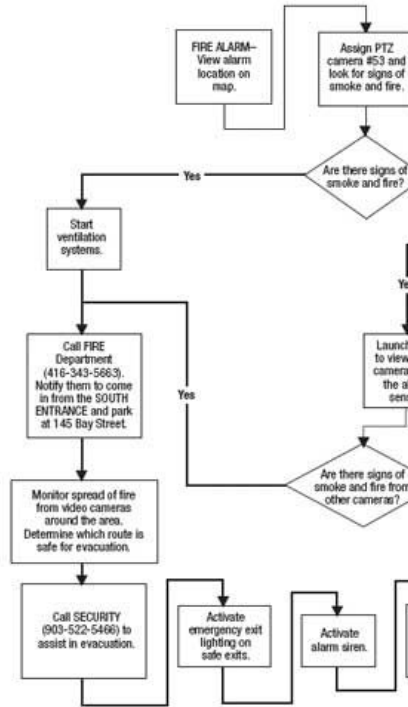 FIRE ALARM–
View alarm
location on
map.
Assign PTZ
camera #53 and
look for signs of
smoke and fire.
Are there signs of
smoke and fire?
Yes
Start
ventilation
systems.
Call FIRE
Department
(416-343-5663).
Notify them to come
in from the SOUTH
ENTRANCE and park
at 145 Bay Street.
Yes
Launch
to view
camera
the
Are there signs of
smoke and fire from
other cameras?
Monitor spread of fire
from video cameras
around the area.
Determine which route is
safe for evacuation.
Call SECURITY
(903-522-5466) to
assist in evacuation.
Activate
emergency exit
lighting on
safe exits.
Activate
alarm siren.